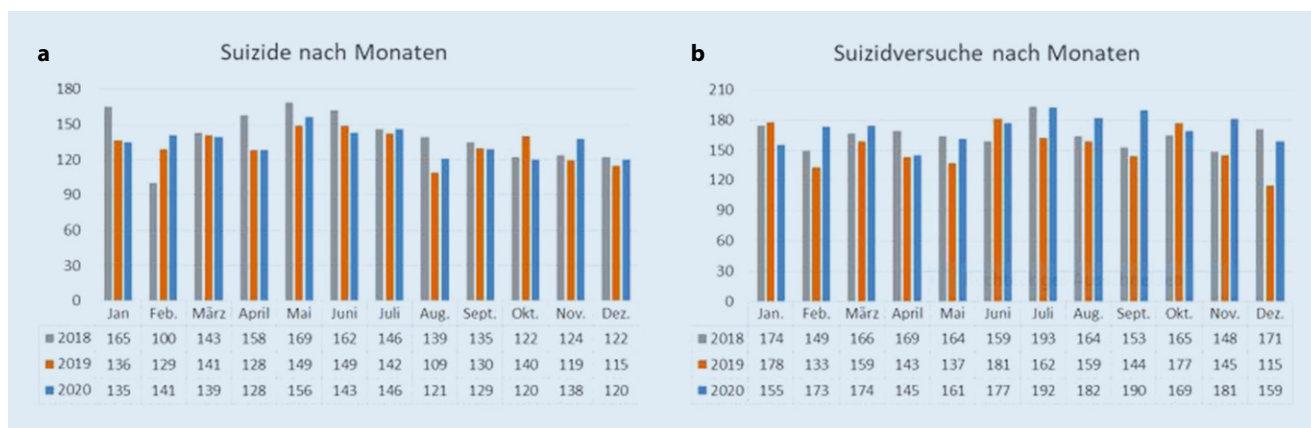 a
Suizide nach Monaten
180
150
120
90
60
30
0
Jan Feb. März April Mai Juni Juli Aug. Sept. Okt. Nov. Dez.
2018 165 100 143 158 169 162 146 139 135 122 124 122
2019 136 129 141 128 149 149 142 109 130 140 119 115
2020 135 141 139 128 156 143 146 121 129 120 138 120
b
Suizidversuche nach Monaten
210
180
150
120
90
60
30
0
Jan. Feb. März April Mai Juni Juli Aug. Sept. Okt. Nov. Dez.
2018 174 149 166 169 164 159 193 164 153 165 148 171
2019 178 133 159 143 137 181 162 159 144 177 145 115
2020 155 173 174 145 161 177 192 182 190 169 181 159